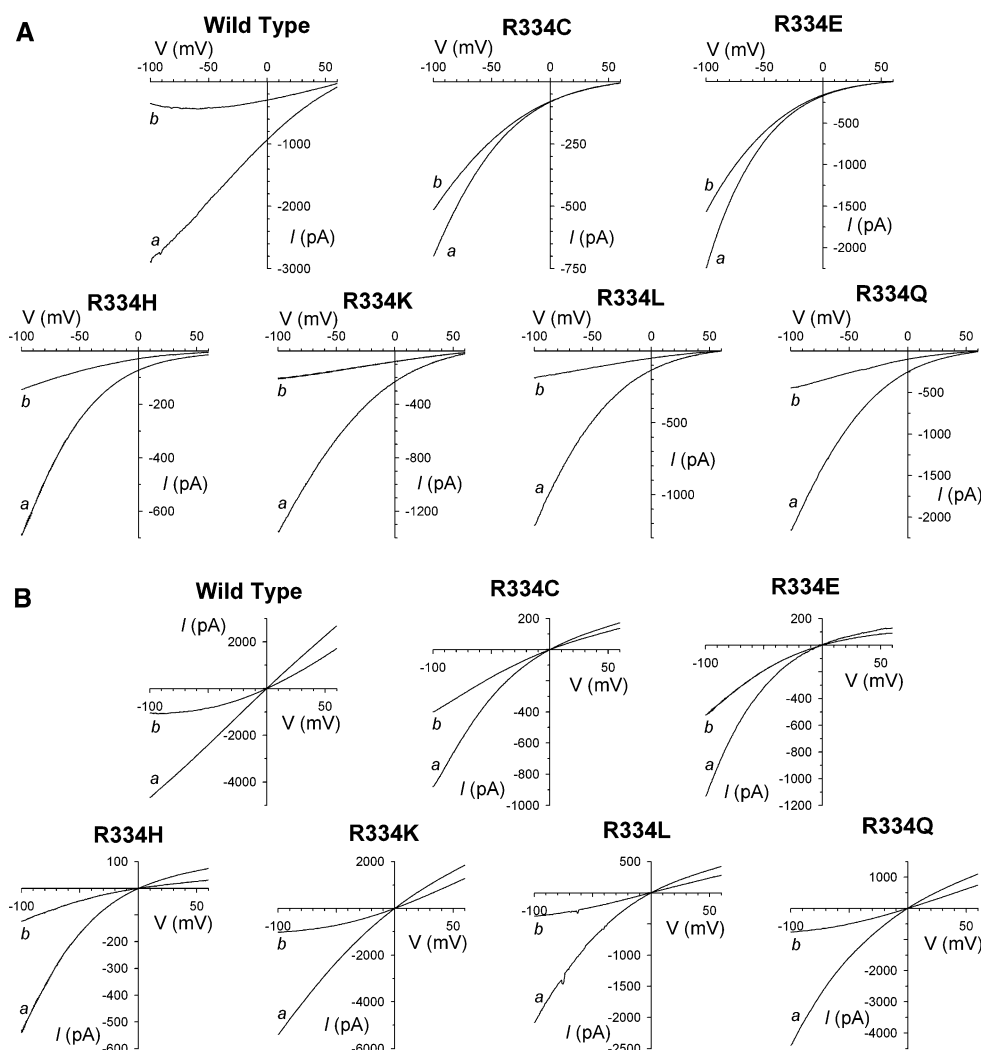 A
Wild Type
R334C
R334E
V (mV)
V (mV)
V (mV)
-100 -50 0 50
-100 -50 0 50
-100 -50 0 50
b
a
-1000
-2000
I (pA)
-3000
b
a
-250
-500
I (pA)
-750
b
a
-500
-1000
-1500
I (pA)
-2000
R334H
R334K
R334L
R334Q
V (mV)
V (mV)
V (mV)
V (mV)
-100 -50 0 50
-100 -50 0 50
-100 -50 0 50
-100 -50 0 50
b
a
-200
-400
I (pA)
-600
b
a
-400
-800
I (pA)
-1200
b
a
-500
I (pA)
-1000
b
a
-500
-1000
-1500
I (pA)
-2000
B
Wild Type
R334C
R334E
I (pA)
2000
-100
50
b
V (mV)
-2000
a
-4000
200
-100
50
V (mV)
b
-400
-600
a
-800
I (pA)
-1000
200
-100
50
V (mV)
-400
-600
b
-800
a
-1000
I (pA)
-1200
R334H
R334K
R334L
R334Q
100
-100
50
V (mV)
b
-200
-300
-400
a
-500
I (pA)
-600
2000
-100
50
b
V (mV)
-2000
-4000
a
I (pA)
-6000
500
-100
50
b
V (mV)
-500
-1000
-1500
a
-2000
I (pA)
-2500
1000
-100
50
b
V (mV)
-2000
-3000
a
I (pA)
-4000